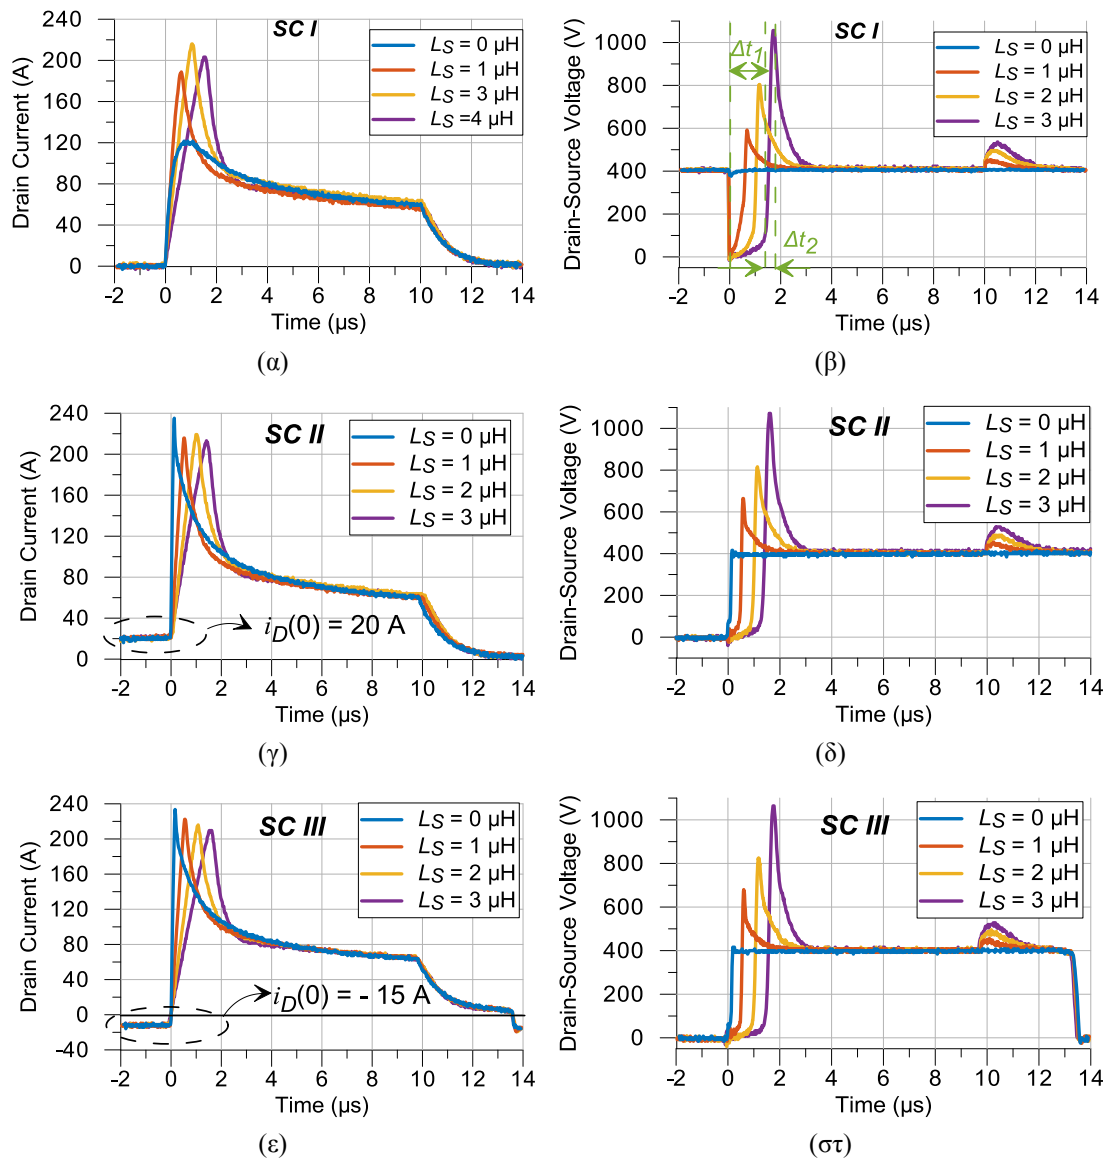 SC I
Drain Current (A)
240
200
160
120
80
40
0
-2 0 2 4 6 8 10 12 14
Time (μs)
LS = 0 μH
LS = 1 μH
LS = 3 μH
LS =4 μH
(α)
SC I
Drain-Source Voltage (V)
1000
800
600
400
200
0
-2 0 2 4 6 8 10 12 14
Time (μs)
Δt1
Δt2
LS = 0 μH
LS = 1 μH
LS = 2 μH
LS = 3 μH
(β)
SC II
Drain Current (A)
240
200
160
120
80
40
0
-2 0 2 4 6 8 10 12 14
Time (μs)
LS = 0 μH
LS = 1 μH
LS = 2 μH
LS = 3 μH
iD(0) = 20 A
(γ)
SC II
Drain-Source Voltage (V)
1000
800
600
400
200
0
-2 0 2 4 6 8 10 12 14
Time (μs)
LS = 0 μH
LS = 1 μH
LS = 2 μH
LS = 3 μH
(δ)
SC III
Drain Current (A)
240
200
160
120
80
40
0
-40
-2 0 2 4 6 8 10 12 14
Time (μs)
LS = 0 μH
LS = 1 μH
LS = 2 μH
LS = 3 μH
iD(0) = - 15 A
(ε)
SC III
Drain-Source Voltage (V)
1000
800
600
400
200
0
-2 0 2 4 6 8 10 12 14
Time (μs)
LS = 0 μH
LS = 1 μH
LS = 2 μH
LS = 3 μH
(στ)